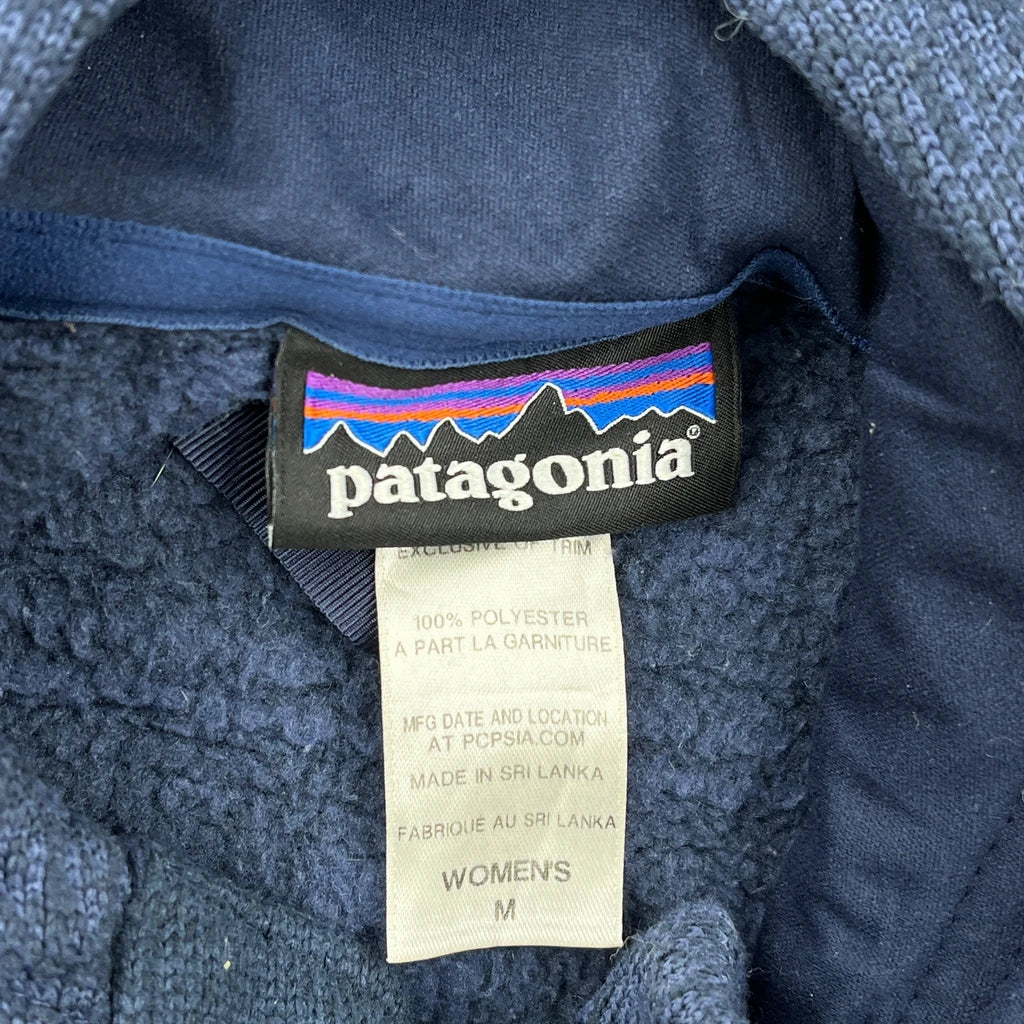 patagonia®
EXCLUSIVE OF TRIM
100% POLYESTER
A PART LA GARNITURE
MFG DATE AND LOCATION
AT PCPSIA.COM
MADE IN SRI LANKA
FABRIQUÉ AU SRI LANKA
WOMEN'S
M